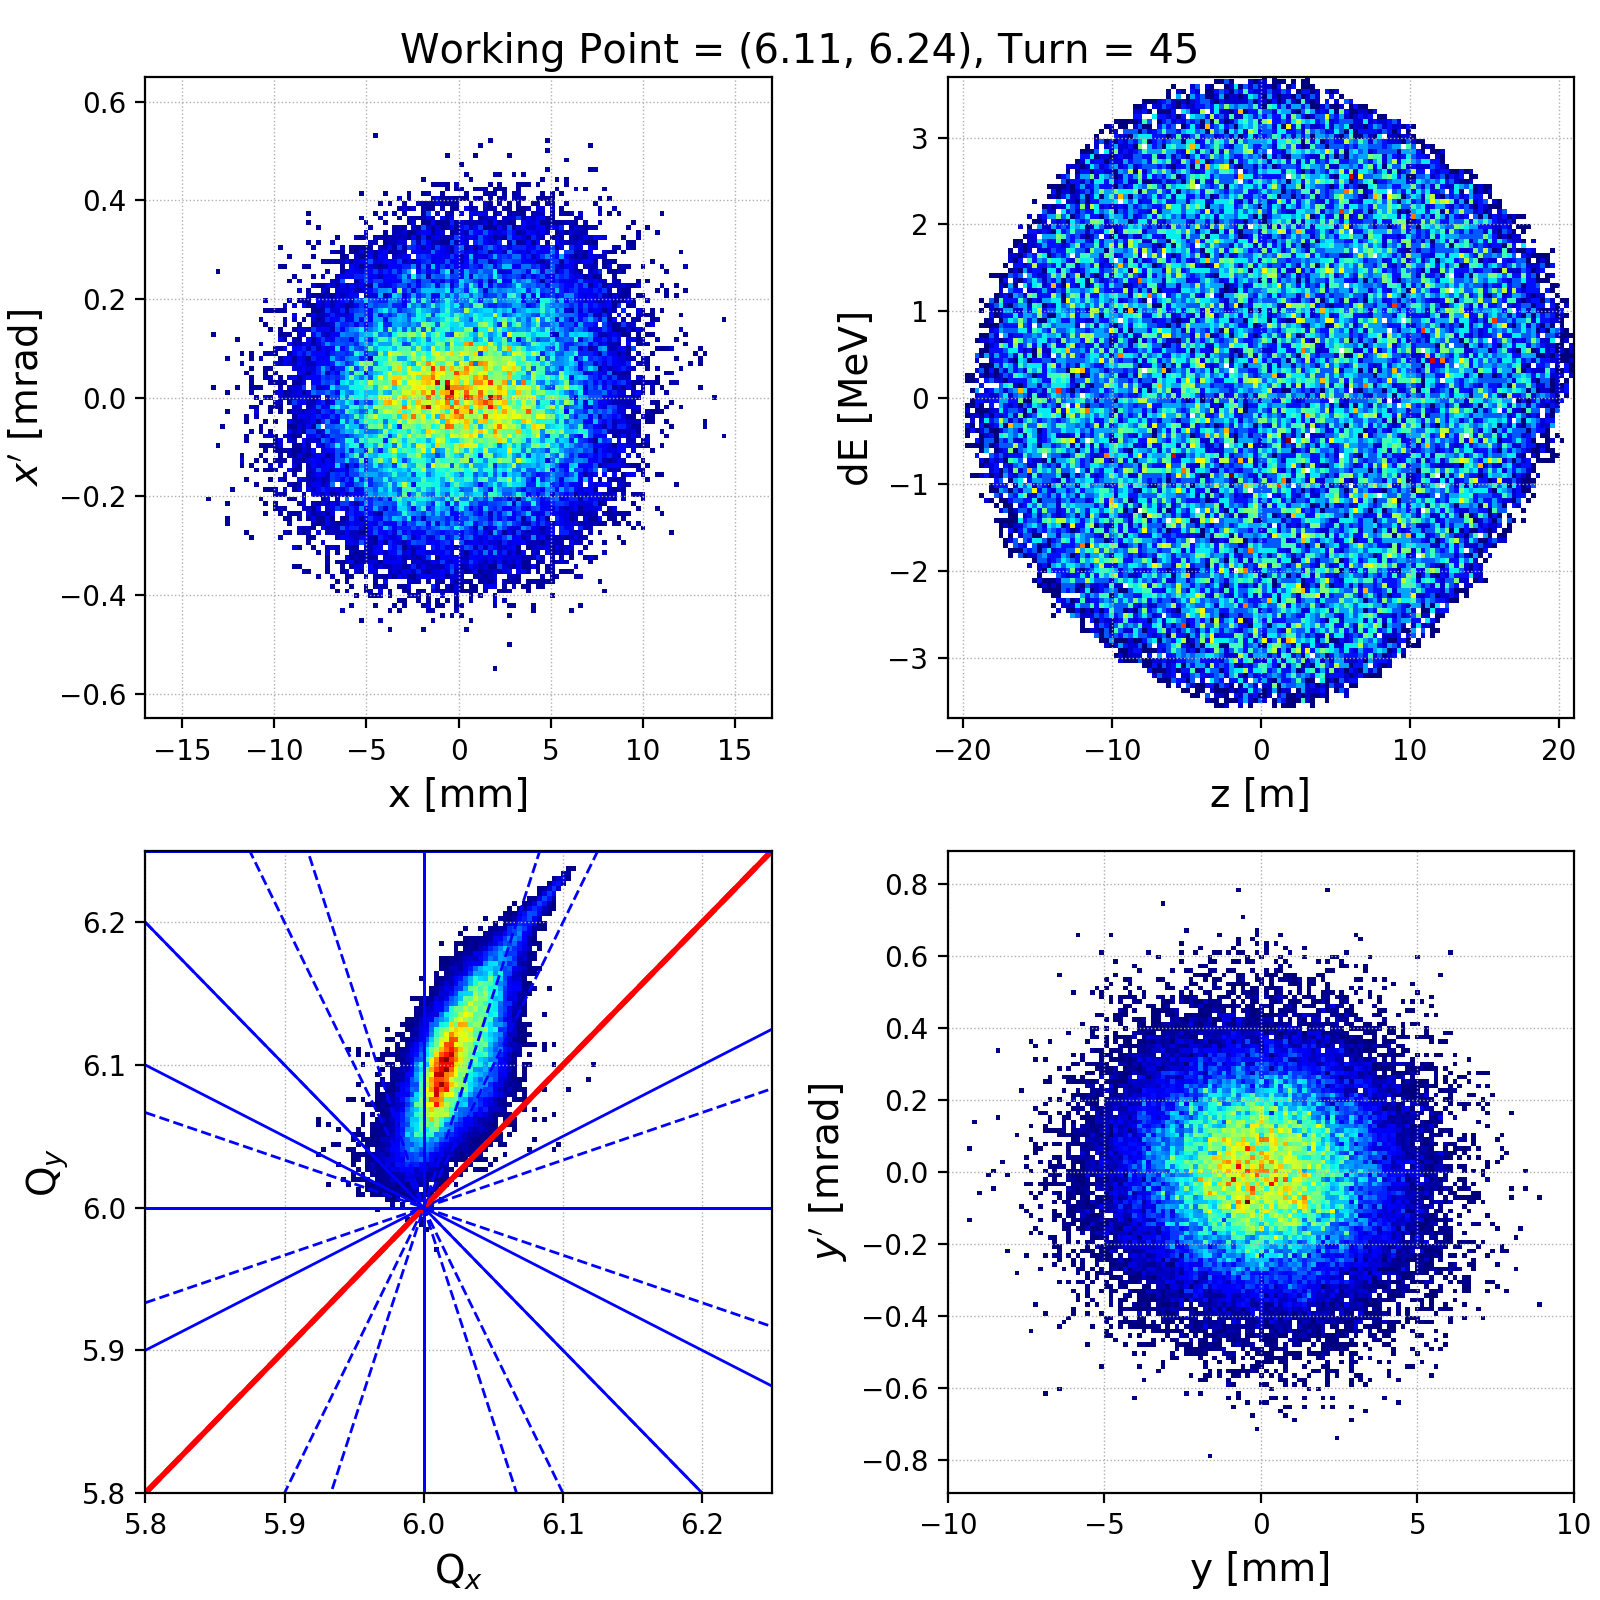 Working Point = (6.11, 6.24), Turn = 45
0.6
0.4
0.2
0.0
−0.2
−0.4
−0.6
x′ [mrad]
−15 −10 −5 0 5 10 15
x [mm]
3
2
1
0
−1
−2
−3
dE [MeV]
−20 −10 0 10 20
z [m]
6.2
6.1
6.0
5.9
5.8
Qy
5.8 5.9 6.0 6.1 6.2
Qx
0.8
0.6
0.4
0.2
0.0
−0.2
−0.4
−0.6
−0.8
y′ [mrad]
−10 −5 0 5 10
y [mm]